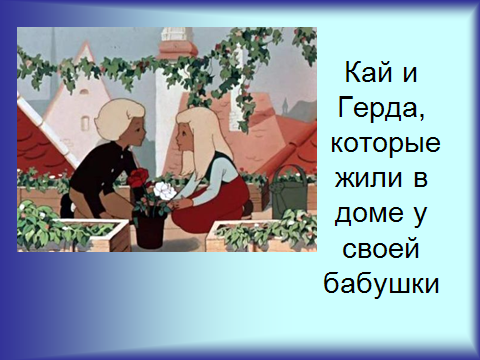 Кай и
Герда,
которые
жили в
доме у
своей
бабушки